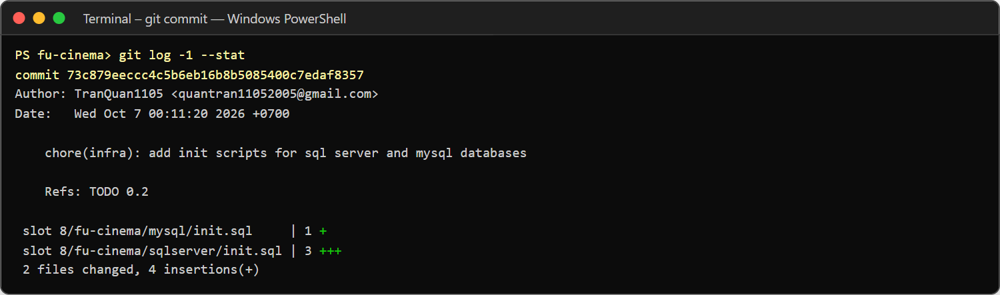 Terminal – git commit — Windows PowerShell
PS fu-cinema> git log -1 --stat
commit 73c879eeccc4c5b6eb16b8b5085400c7edaf8357
Author: TranQuan1105 <quantran11052005@gmail.com>
Date:   Wed Oct 7 00:11:20 2026 +0700
chore(infra): add init scripts for sql server and mysql databases
Refs: TODO 0.2
slot 8/fu-cinema/mysql/init.sql     | 1 +
slot 8/fu-cinema/sqlserver/init.sql | 3 +++
2 files changed, 4 insertions(+)